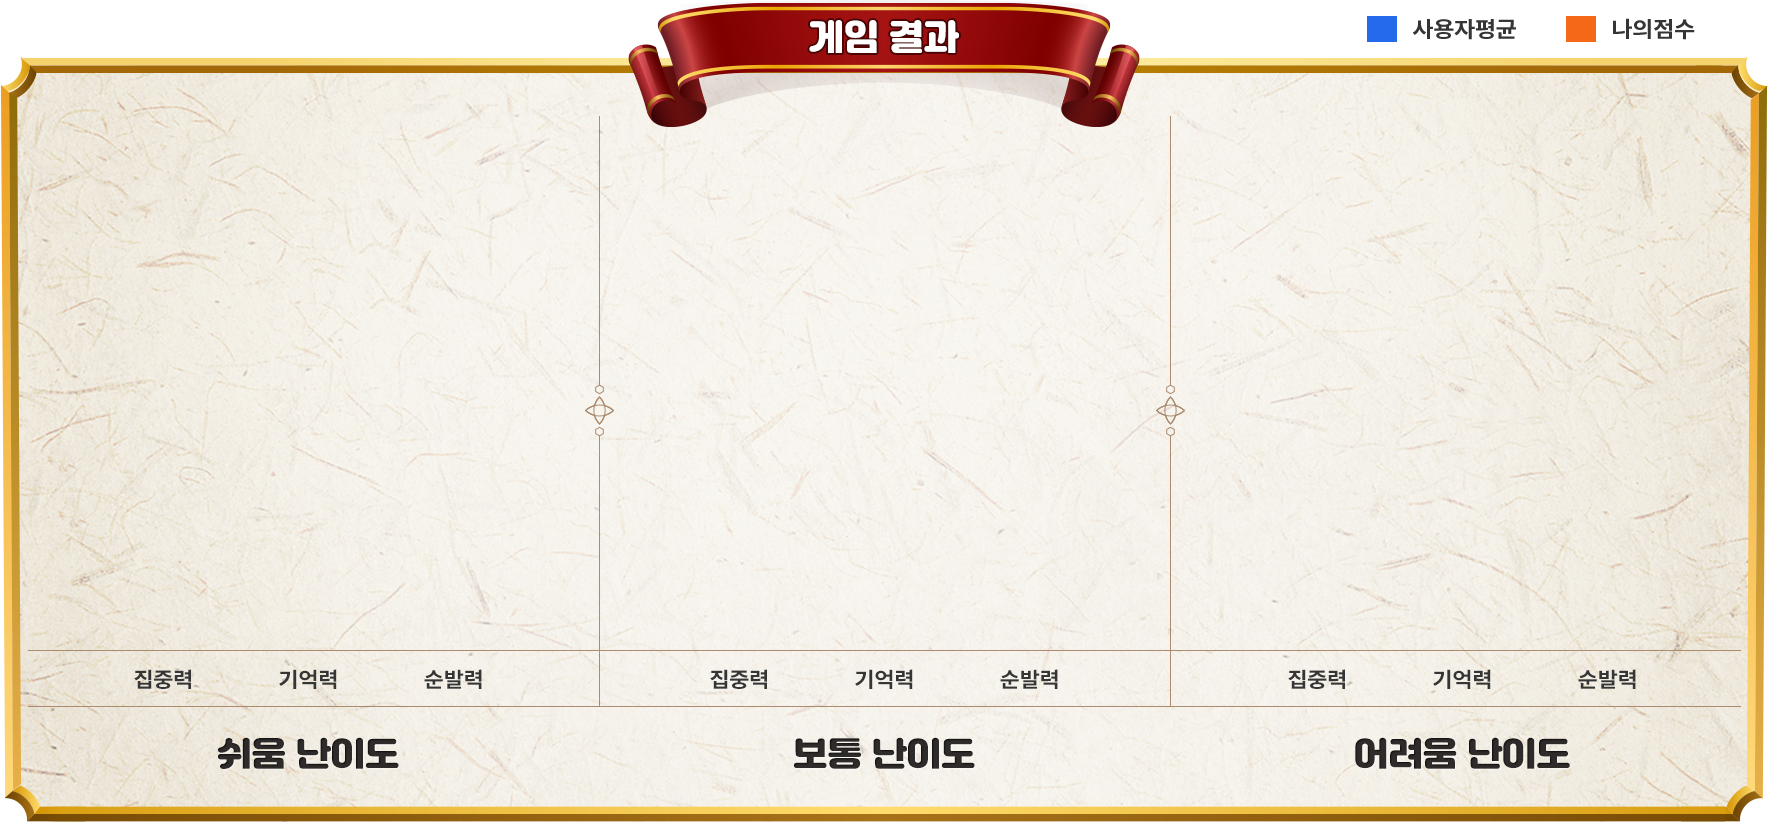 게임 결과
사용자평균 나의점수
집중력 기억력 순발력 집중력 기억력 순발력 집중력 기억력 순발력
쉬움 난이도 보통 난이도 어려움 난이도